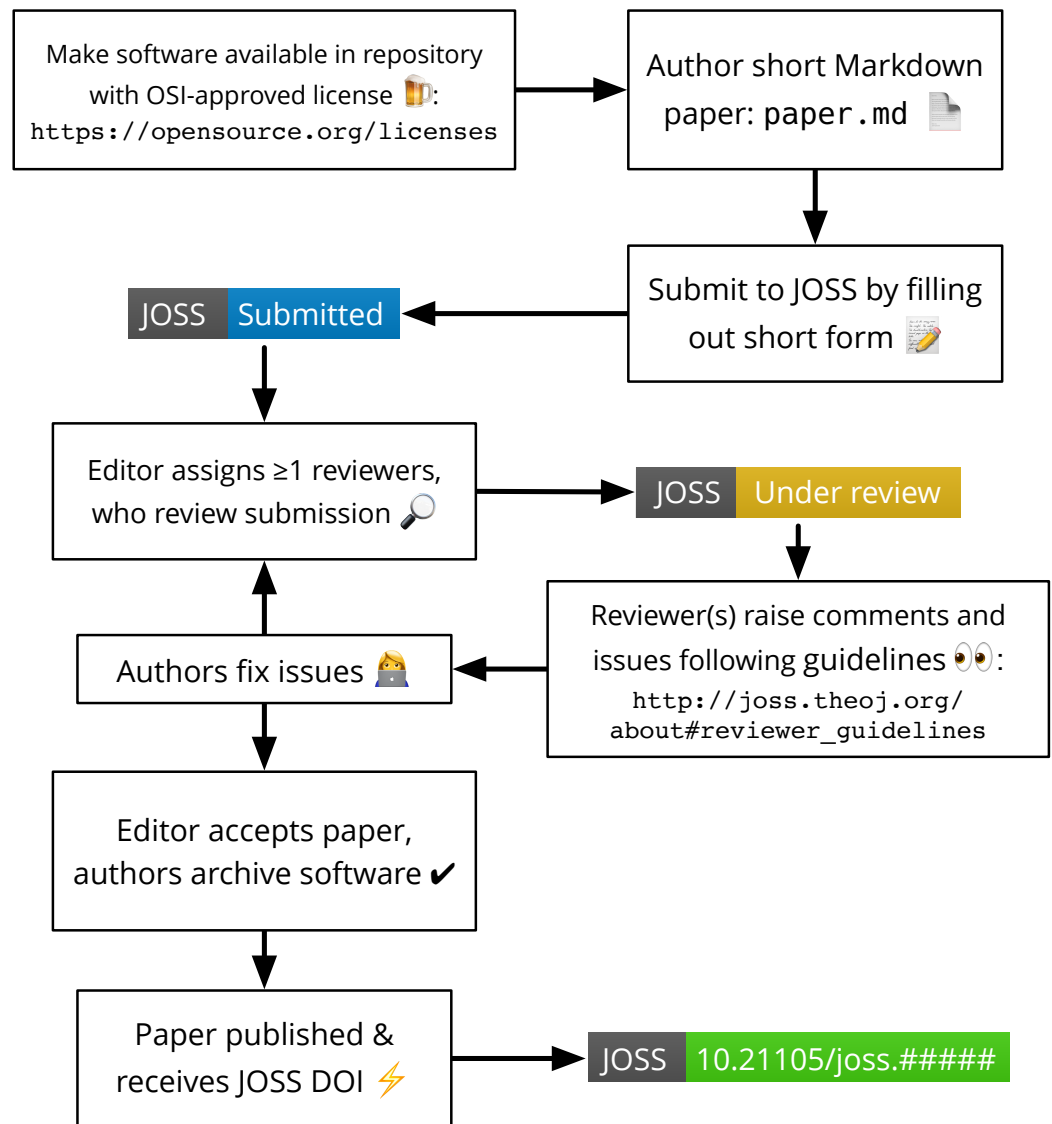 Make software available in repository
with OSI-approved license 🍺:
https://opensource.org/licenses
Author short Markdown
paper: paper.md 📄
Submit to JOSS by filling
out short form 📝
JOSS Submitted
Editor assigns ≥1 reviewers,
who review submission 🔎
JOSS Under review
Reviewer(s) raise comments and
issues following guidelines 👀:
http://joss.theoj.org/
about#reviewer_guidelines
Authors fix issues 👩‍💻
Editor accepts paper,
authors archive software ✔
Paper published &
receives JOSS DOI ⚡
JOSS 10.21105/joss.#####